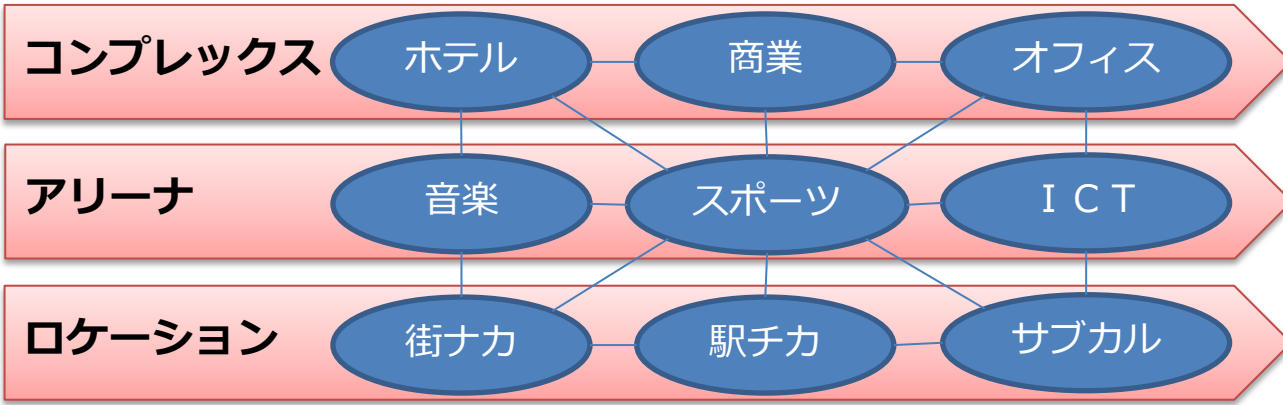 コンプレックス ホテル 商業 オフィス
アリーナ 音楽 スポーツ ＩＣＴ
ロケーション 街ナカ 駅チカ サブカル